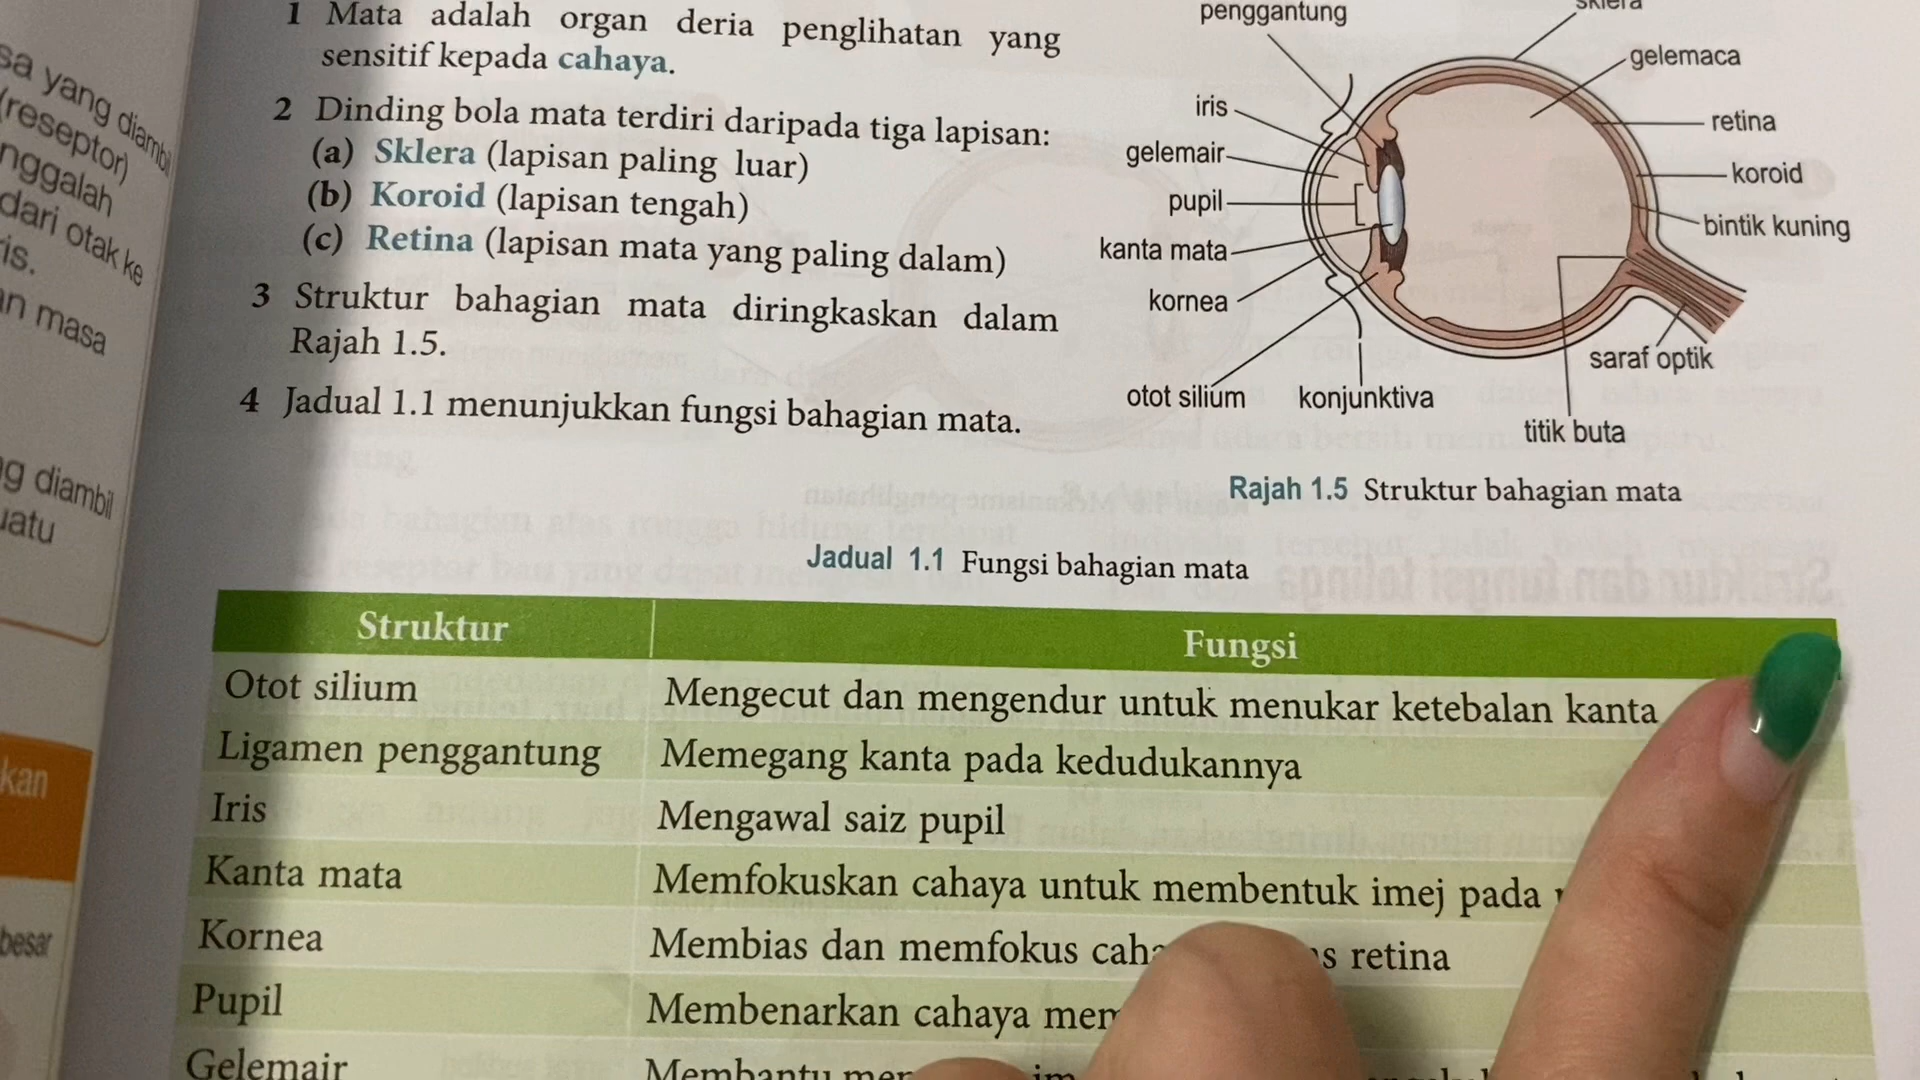 sa yang diambil
(reseptor)
nggalah
dari otak ke
is.
an masa
g diambil
uatu
kan
besar
1 Mata adalah organ deria penglihatan yang
sensitif kepada cahaya.
2 Dinding bola mata terdiri daripada tiga lapisan:
(a) Sklera (lapisan paling luar)
(b) Koroid (lapisan tengah)
(c) Retina (lapisan mata yang paling dalam)
3 Struktur bahagian mata diringkaskan dalam
Rajah 1.5.
4 Jadual 1.1 menunjukkan fungsi bahagian mata.
penggantung
sklera
gelemaca
iris
retina
gelemair
koroid
pupil
bintik kuning
kanta mata
kornea
saraf optik
otot silium
konjunktiva
titik buta
Rajah 1.5 Struktur bahagian mata
Jadual 1.1 Fungsi bahagian mata
Struktur Fungsi
Otot silium Mengecut dan mengendur untuk menukar ketebalan kanta
Ligamen penggantung Memegang kanta pada kedudukannya
Iris Mengawal saiz pupil
Kanta mata Memfokuskan cahaya untuk membentuk imej pada
Kornea Membias dan memfokus retina
Pupil Membenarkan cahaya
Gelemair Membantu